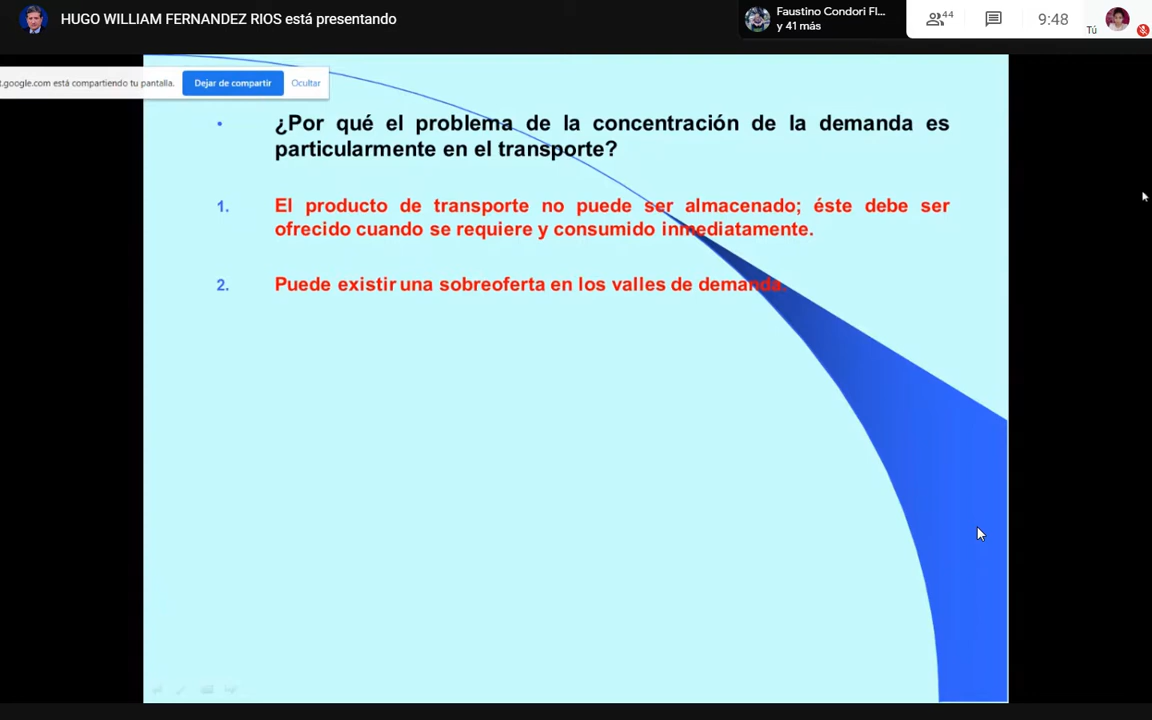 HUGO WILLIAM FERNANDEZ RIOS está presentando
Faustino Condori Fl...
y 41 más
44
9:48
Tú
t.google.com está compartiendo tu pantalla.
Dejar de compartir
Ocultar
• ¿Por qué el problema de la concentración de la demanda es
particularmente en el transporte?
1. El producto de transporte no puede ser almacenado; éste debe ser
ofrecido cuando se requiere y consumido inmediatamente.
2. Puede existir una sobreoferta en los valles de demanda.